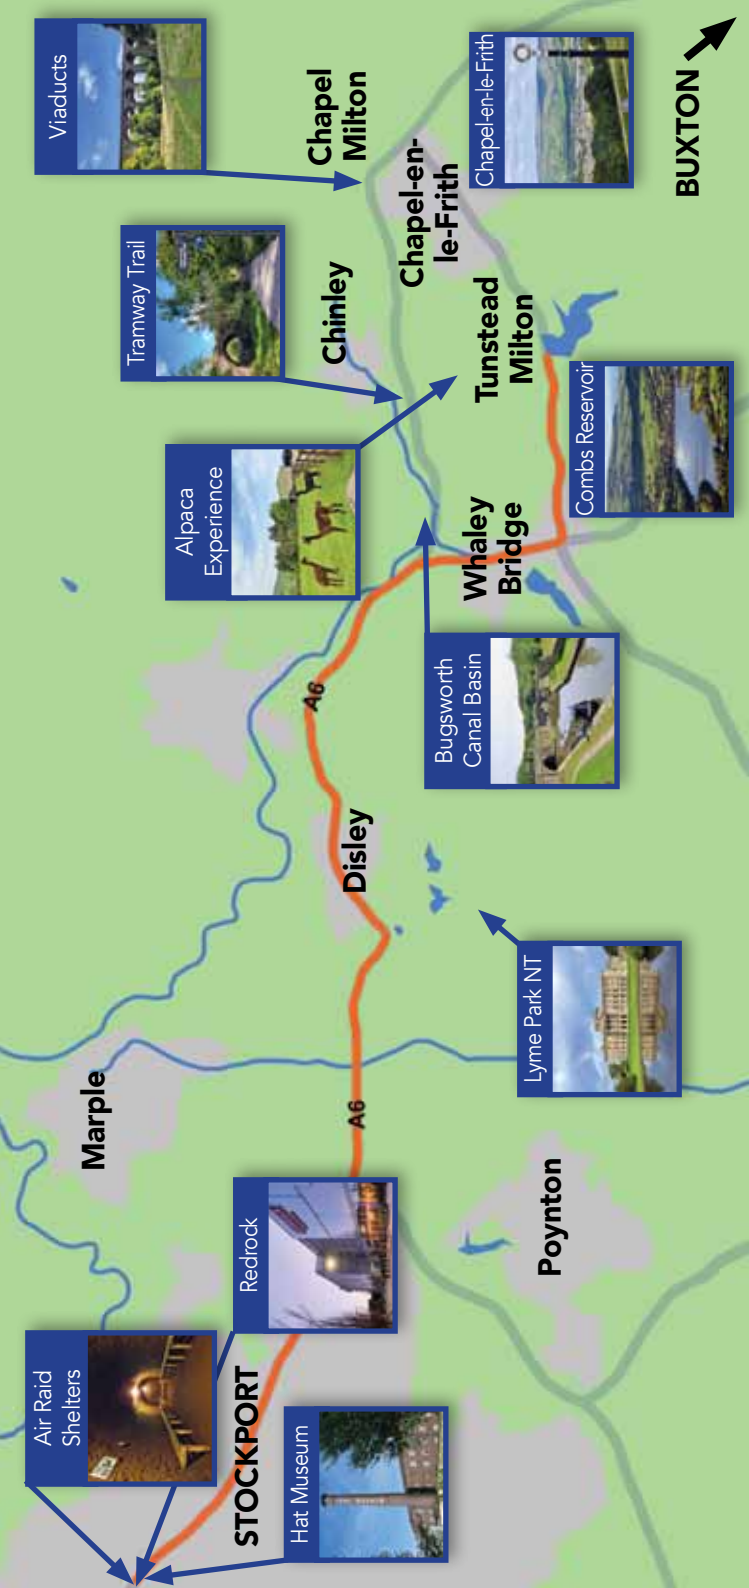 Air Raid
Shelters
Redrock
STOCKPORT
Hat Museum
Marple
A6
Poynton
Lyme Park NT
Disley
A6
Bugsworth
Canal Basin
Alpaca
Experience
Whaley
Bridge
Tramway Trail
Chinley
Tunstead
Milton
Combs Reservoir
Viaducts
Chapel
Milton
Chapel-en-
le-Frith
Chapel-en-le-Frith
BUXTON